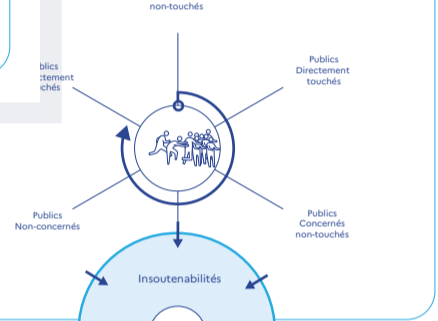 non-touchés
Publics
Directement
touchés
Publics
Non-concernés
Publics
Concernés
non-touchés
Insoutenabilités